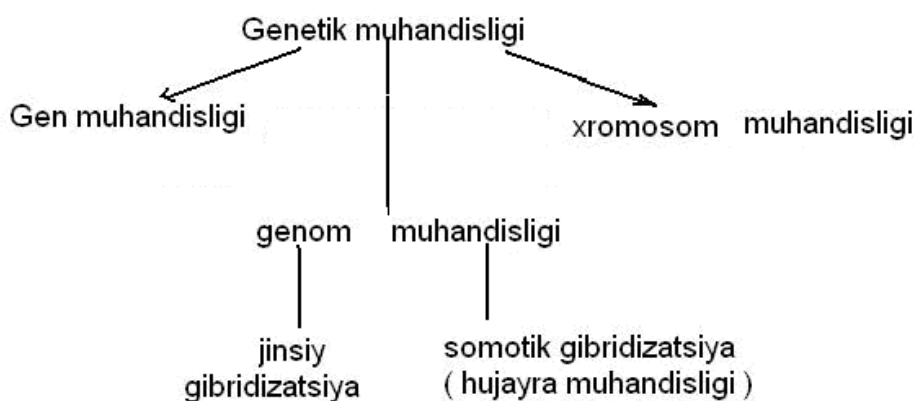 Genetik muhandisligi
Gen muhandisligi
xromosom muhandisligi
genom muhandisligi
jinsiy
gibridizatsiya
somotik gibridizatsiya
( hujayra muhandisligi )